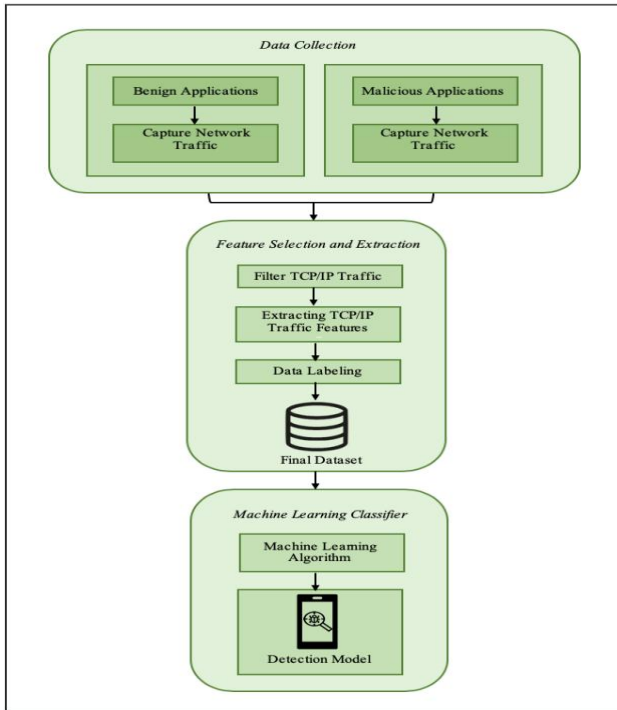 Data Collection
Benign Applications
Capture Network
Traffic
Malicious Applications
Capture Network
Traffic
Feature Selection and Extraction
Filter TCP/IP Traffic
Extracting TCP/IP
Traffic Features
Data Labeling
Final Dataset
Machine Learning Classifier
Machine Learning
Algorithm
Detection Model